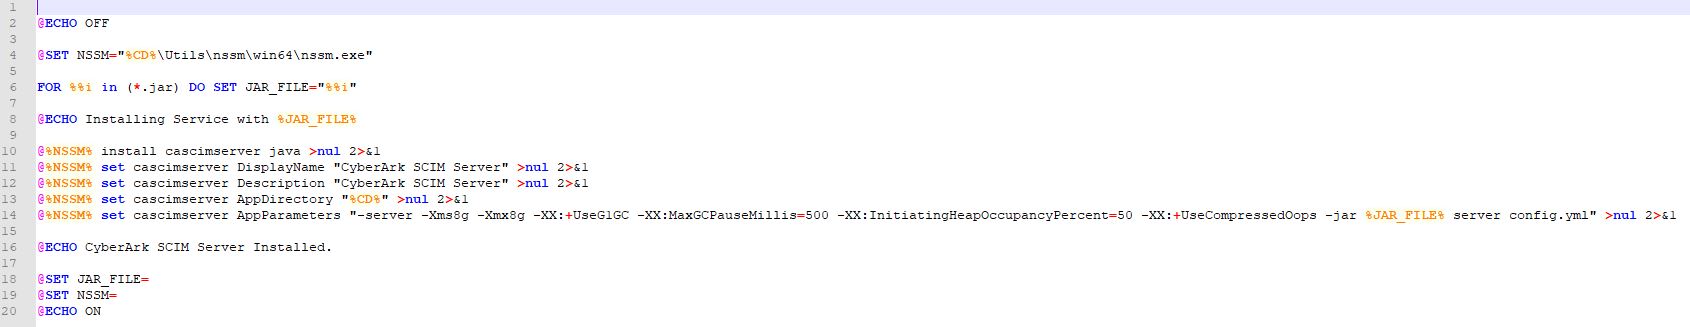 1
2 @ECHO OFF
3
4 @SET NSSM="%CD%\Utils\nssm\win64\nssm.exe"
5
6 FOR %%i in (*.jar) DO SET JAR_FILE="%%i"
7
8 @ECHO Installing Service with %JAR_FILE%
9
10 @%NSSM% install cascimserver java >nul 2>&1
11 @%NSSM% set cascimserver DisplayName "CyberArk SCIM Server" >nul 2>&1
12 @%NSSM% set cascimserver Description "CyberArk SCIM Server" >nul 2>&1
13 @%NSSM% set cascimserver AppDirectory "%CD%" >nul 2>&1
14 @%NSSM% set cascimserver AppParameters "-server -Xms8g -Xmx8g -XX:+UseG1GC -XX:MaxGCPauseMillis=500 -XX:InitiatingHeapOccupancyPercent=50 -XX:+UseCompressedOops -jar %JAR_FILE% server config.yml" >nul 2>&1
15
16 @ECHO CyberArk SCIM Server Installed.
17
18 @SET JAR_FILE=
19 @SET NSSM=
20 @ECHO ON